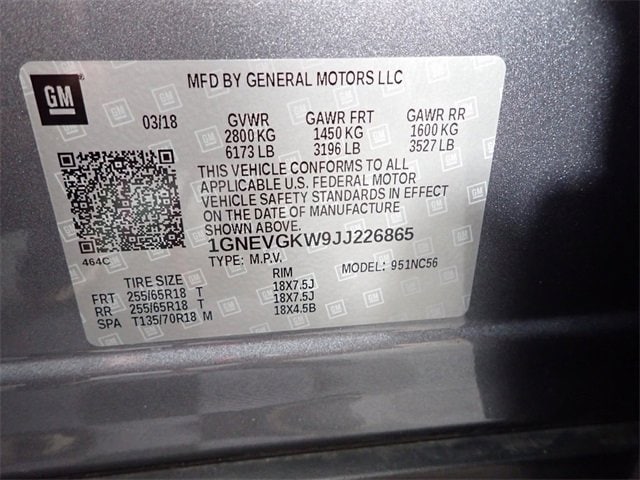 GM
MFD BY GENERAL MOTORS LLC
03/18 GVWR GAWR FRT GAWR RR
2800 KG 1450 KG 1600 KG
6173 LB 3196 LB 3527 LB
THIS VEHICLE CONFORMS TO ALL
APPLICABLE U.S. FEDERAL MOTOR
VEHICLE SAFETY STANDARDS IN EFFECT
ON THE DATE OF MANUFACTURE
SHOWN ABOVE.
464C
1GNEVGKW9JJ226865
TYPE: M.P.V. MODEL: 951NC56
TIRE SIZE RIM
FRT 255/65R18 T 18X7.5J
RR 255/65R18 T 18X7.5J
SPA T135/70R18 M 18X4.5B